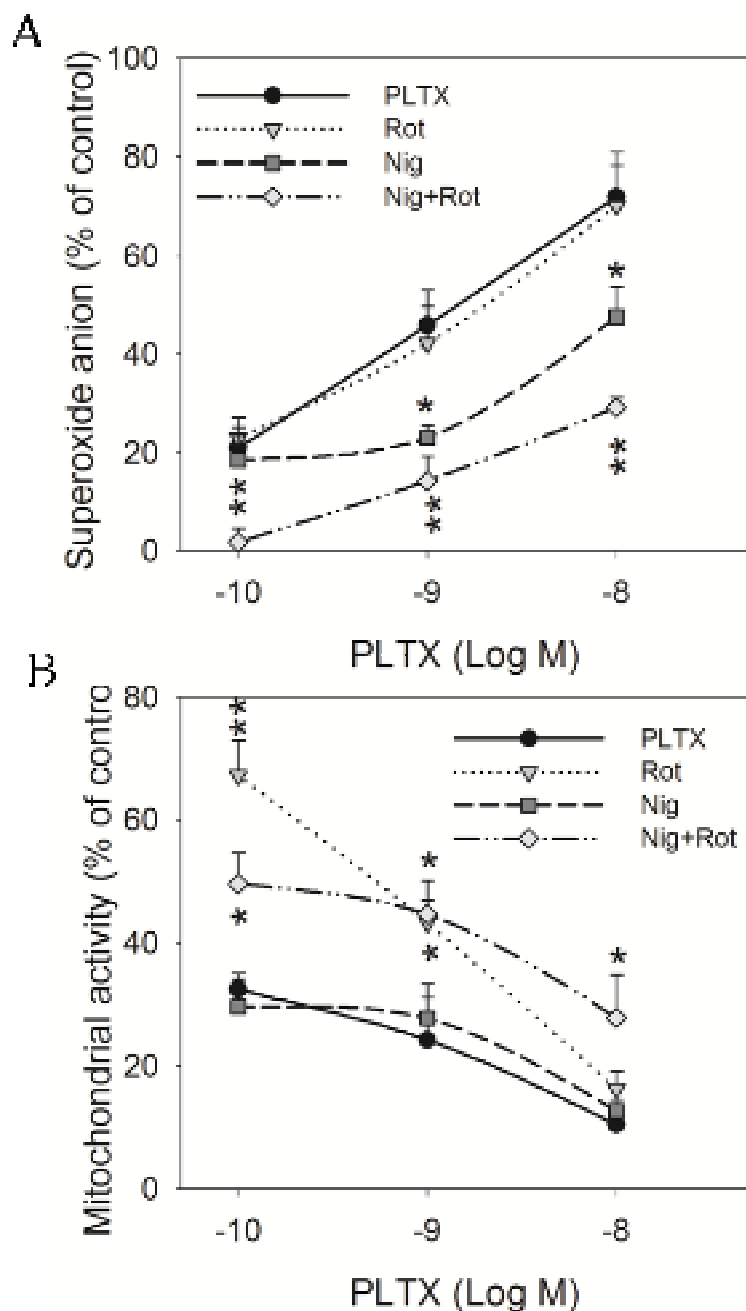 A
Superoxide anion (% of control)
100
80
60
40
20
0
PLTX
Rot
Nig
Nig+Rot
*
*
**
**
**
-10
-9
-8
PLTX (Log M)
B
Mitochondrial activity (% of contro
80
60
40
20
0
PLTX
Rot
Nig
Nig+Rot
**
*
*
*
*
-10
-9
-8
PLTX (Log M)